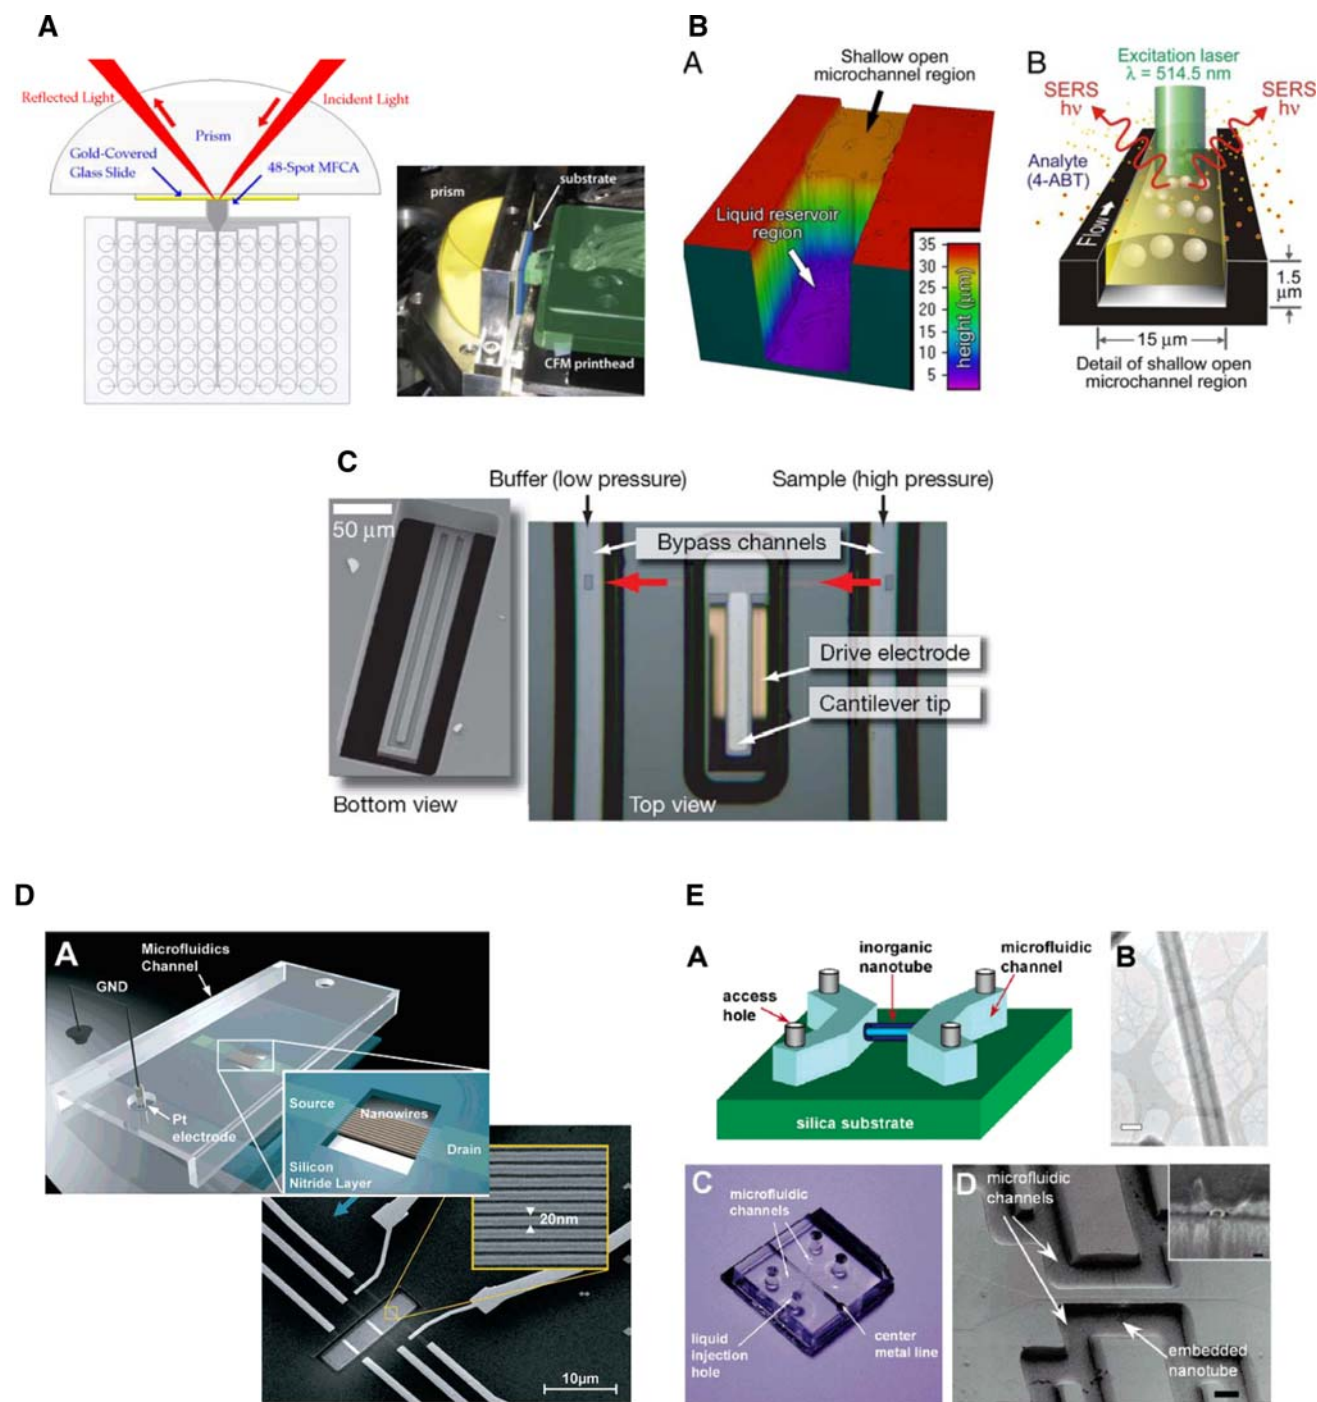 A
Reflected Light
Incident Light
Prism
Gold-Covered
Glass Slide
48-Spot MFCA
prism
substrate
CFM printhead
B
A
Shallow open
microchannel region
Liquid reservoir
region
35
30
25
20
15
10
5
height (μm)
B
Excitation laser
λ = 514.5 nm
SERS
hν
SERS
hν
Analyte
(4-ABT)
Flow
1.5
μm
15 μm
Detail of shallow open
microchannel region
C
Buffer (low pressure)
Sample (high pressure)
50 μm
Bypass channels
Drive electrode
Cantilever tip
Bottom view
Top view
D
A
Microfluidics
Channel
GND
Pt
electrode
Source
Nanowires
Drain
Silicon
Nitride Layer
20nm
10μm
E
A
inorganic
nanotube
microfluidic
channel
access
hole
silica substrate
B
C
microfluidic
channels
liquid
injection
hole
center
metal line
D
microfluidic
channels
embedded
nanotube